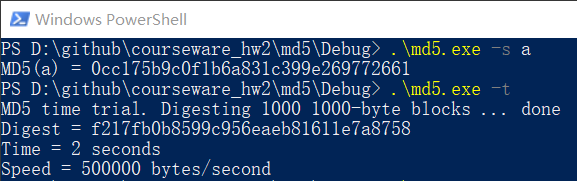 Windows PowerShell
PS D:\github\courseware_hw2\md5\Debug> .\md5.exe -s a
MD5(a) = 0cc175b9c0f1b6a831c399e269772661
PS D:\github\courseware_hw2\md5\Debug> .\md5.exe -t
MD5 time trial. Digesting 1000 1000-byte blocks ... done
Digest = f217fb0b8599c956eaeb81611e7a8758
Time = 2 seconds
Speed = 500000 bytes/second